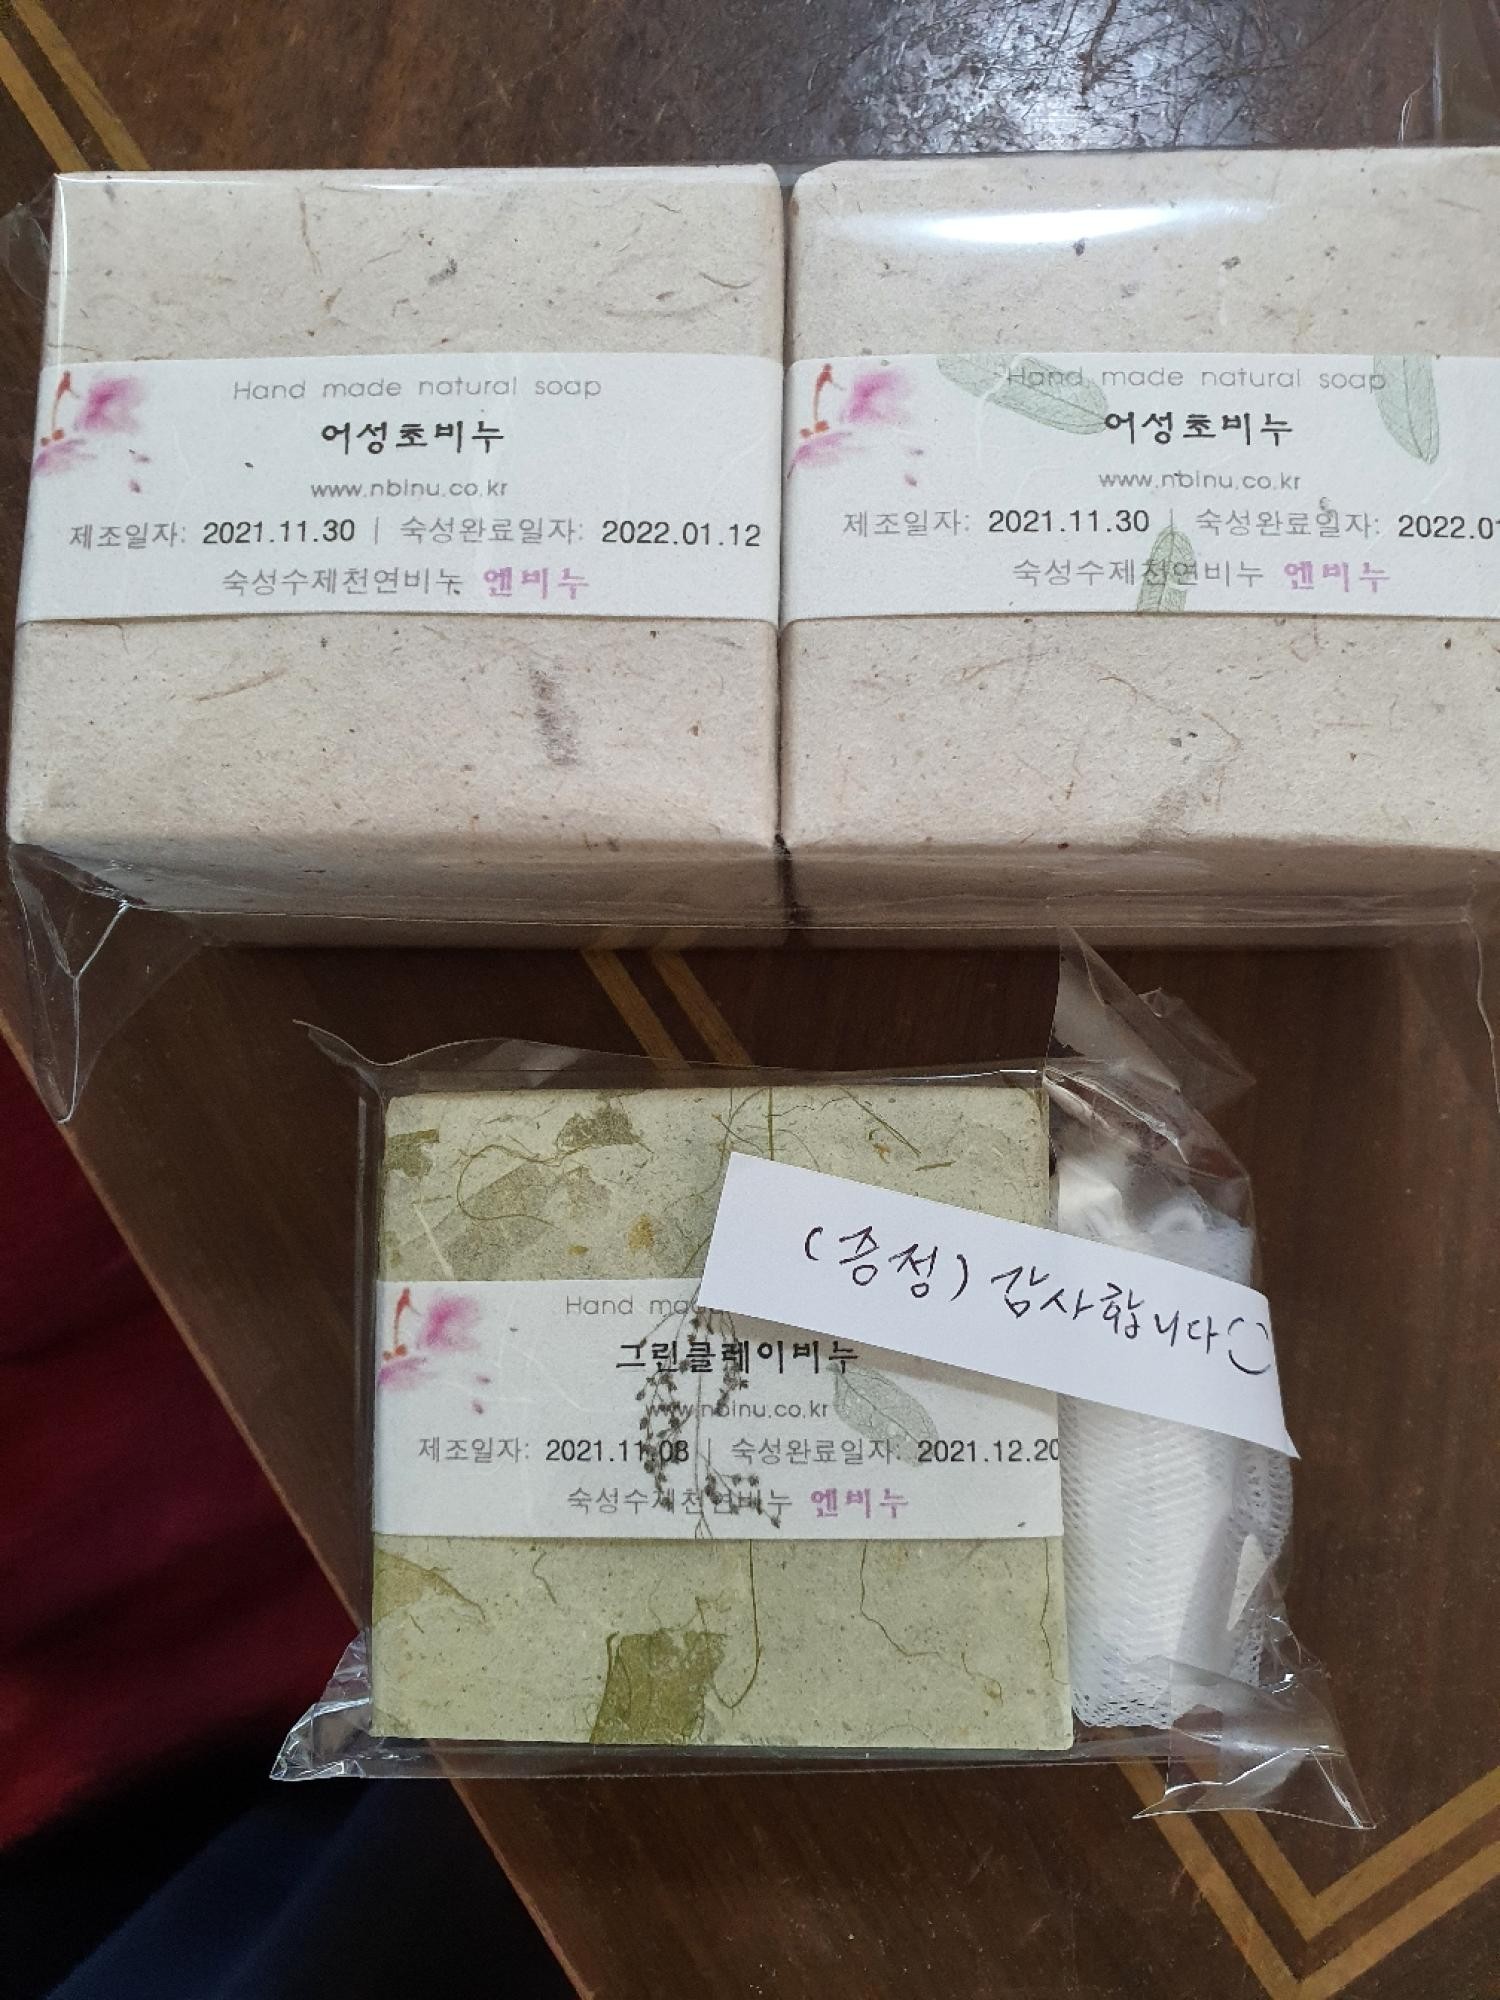 Hand made natural soap
어성초비누
www.nbinu.co.kr
제조일자: 2021.11.30 | 숙성완료일자: 2022.01.12
숙성수제천연비누 엔비누
Hand made natural soap
어성초비누
www.nbinu.co.kr
제조일자: 2021.11.30 | 숙성완료일자: 2022.01
숙성수제천연비누 엔비누
(증정) 감사합니다
Hand
그린클레이비누
www.nbinu.co.kr
제조일자: 2021.11.08 | 숙성완료일자: 2021.12.20
숙성수제천연비누 엔비누